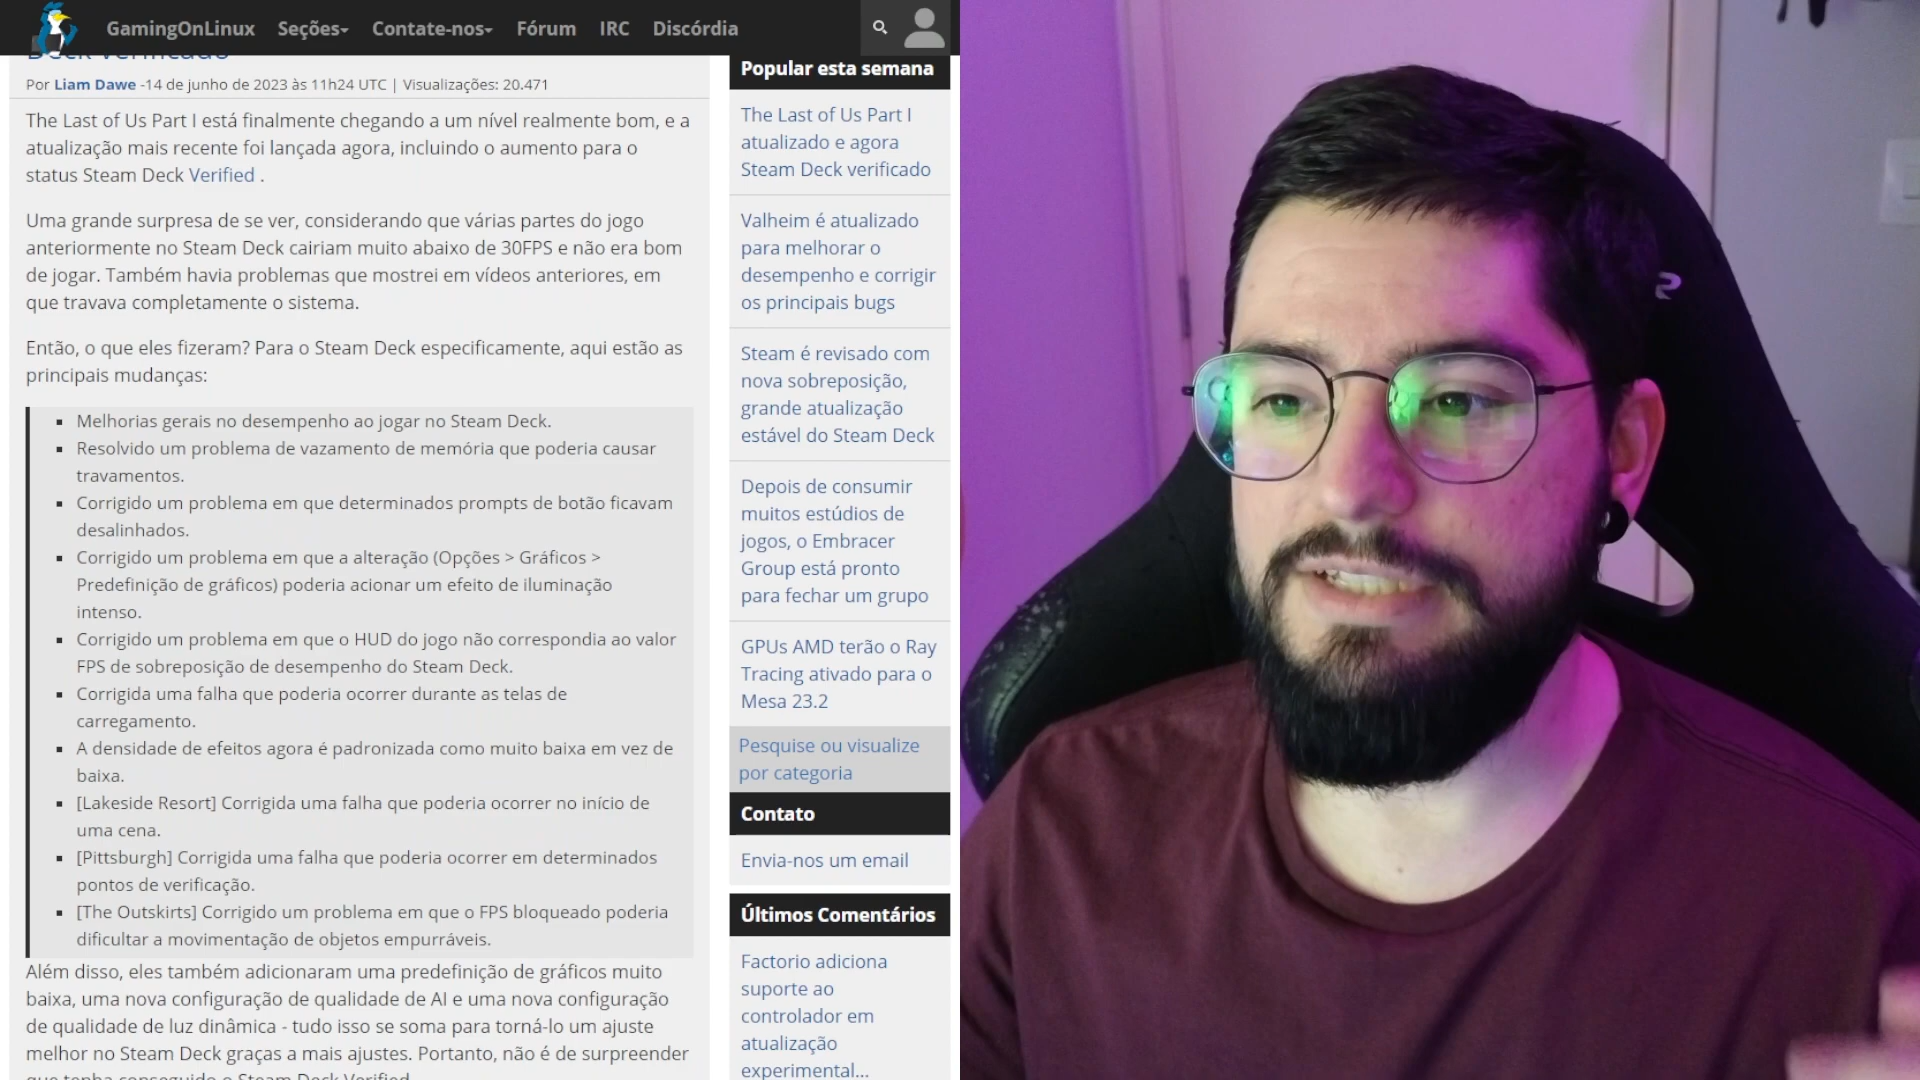 GamingOnLinux Seções Contate-nos Fórum IRC Discórdia
Deck Verificado
Por Liam Dawe -14 de junho de 2023 às 11h24 UTC | Visualizações: 20.471
The Last of Us Part I está finalmente chegando a um nível realmente bom, e a
atualização mais recente foi lançada agora, incluindo o aumento para o
status Steam Deck Verified .
Uma grande surpresa de se ver, considerando que várias partes do jogo
anteriormente no Steam Deck cairiam muito abaixo de 30FPS e não era bom
de jogar. Também havia problemas que mostrei em vídeos anteriores, em
que travava completamente o sistema.
Então, o que eles fizeram? Para o Steam Deck especificamente, aqui estão as
principais mudanças:
▪ Melhorias gerais no desempenho ao jogar no Steam Deck.
▪ Resolvido um problema de vazamento de memória que poderia causar
travamentos.
▪ Corrigido um problema em que determinados prompts de botão ficavam
desalinhados.
▪ Corrigido um problema em que a alteração (Opções > Gráficos >
Predefinição de gráficos) poderia acionar um efeito de iluminação
intenso.
▪ Corrigido um problema em que o HUD do jogo não correspondia ao valor
FPS de sobreposição de desempenho do Steam Deck.
▪ Corrigida uma falha que poderia ocorrer durante as telas de
carregamento.
▪ A densidade de efeitos agora é padronizada como muito baixa em vez de
baixa.
▪ [Lakeside Resort] Corrigida uma falha que poderia ocorrer no início de
uma cena.
▪ [Pittsburgh] Corrigida uma falha que poderia ocorrer em determinados
pontos de verificação.
▪ [The Outskirts] Corrigido um problema em que o FPS bloqueado poderia
dificultar a movimentação de objetos empurráveis.
Além disso, eles também adicionaram uma predefinição de gráficos muito
baixa, uma nova configuração de qualidade de AI e uma nova configuração
de qualidade de luz dinâmica - tudo isso se soma para torná-lo um ajuste
melhor no Steam Deck graças a mais ajustes. Portanto, não é de surpreender
que tenha conseguido o Steam Deck Verified
Popular esta semana
The Last of Us Part I
atualizado e agora
Steam Deck verificado
Valheim é atualizado
para melhorar o
desempenho e corrigir
os principais bugs
Steam é revisado com
nova sobreposição,
grande atualização
estável do Steam Deck
Depois de consumir
muitos estúdios de
jogos, o Embracer
Group está pronto
para fechar um grupo
GPUs AMD terão o Ray
Tracing ativado para o
Mesa 23.2
Pesquise ou visualize
por categoria
Contato
Envia-nos um email
Últimos Comentários
Factorio adiciona
suporte ao
controlador em
atualização
experimental...